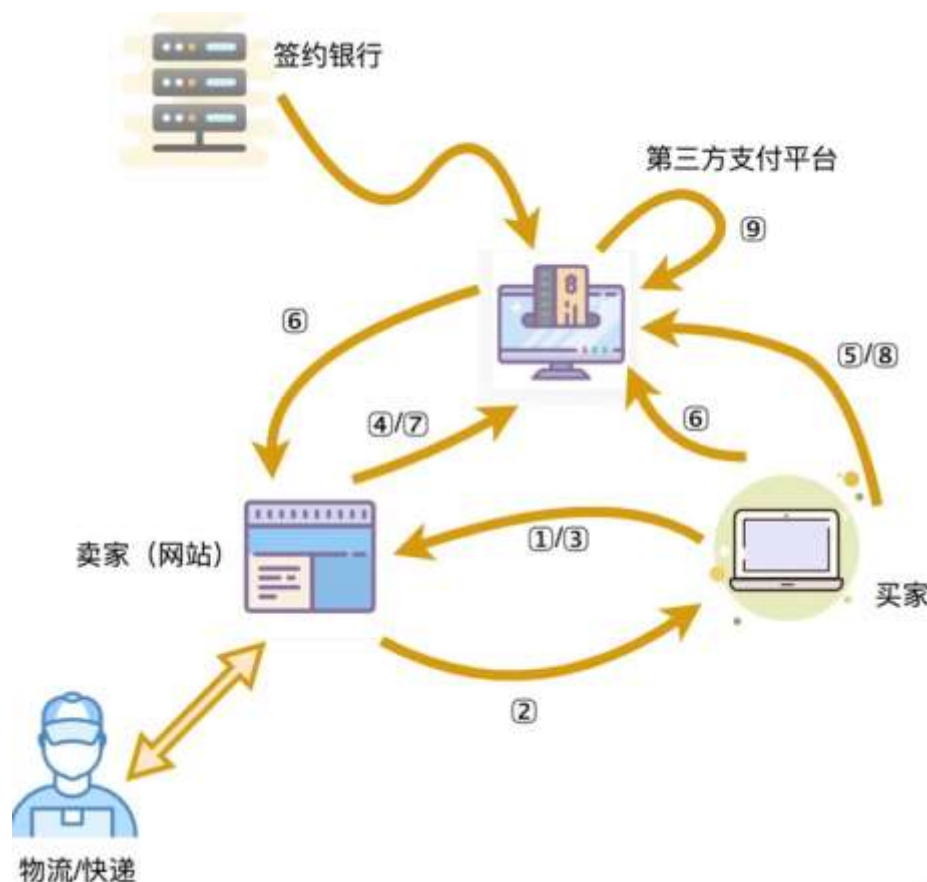 签约银行
第三方支付平台
⑨
⑥
⑤/⑧
④/⑦
⑥
①/③
卖家（网站）
买家
②
物流/快递